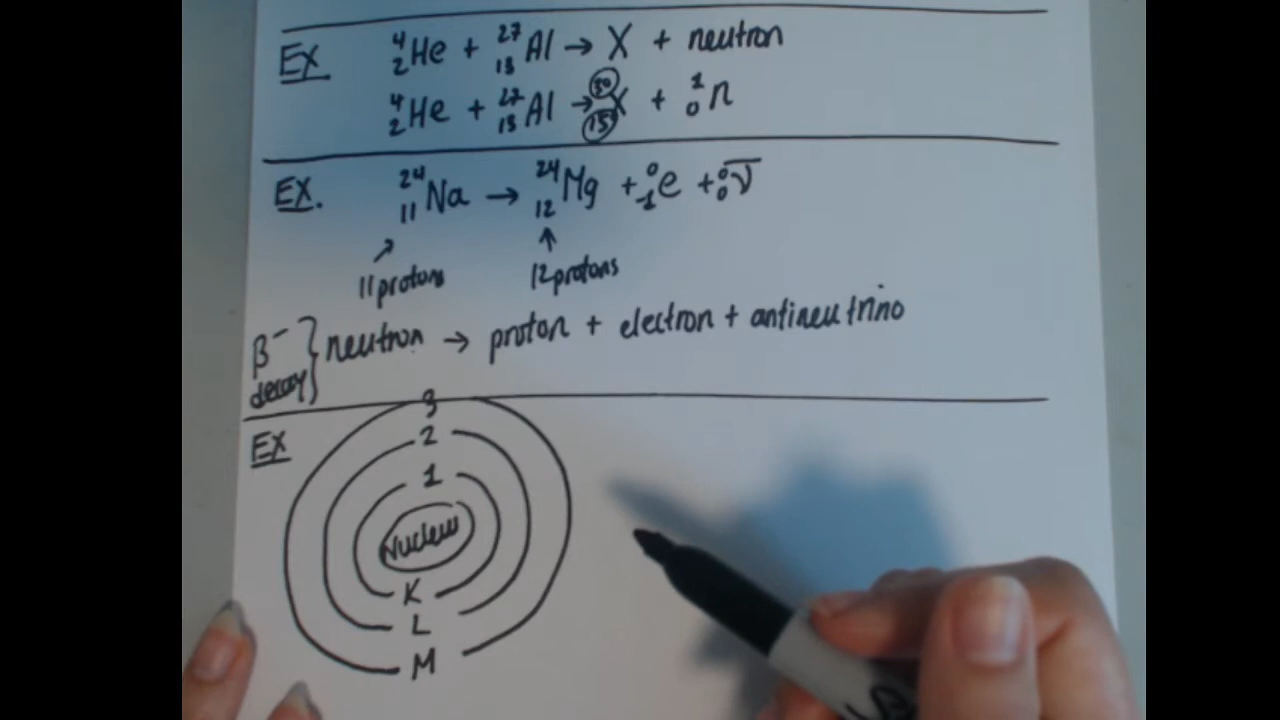 EX ⁴₂He + ²⁷₁₃Al → X + neutron
⁴₂He + ²⁷₁₃Al → ³⁰₁₅X + ¹₀n
EX. ²⁴₁₁Na → ²⁴₁₂Mg + ⁰₋₁e + ⁰₀ν̅
11 protons 12 protons
β⁻ decay } neutron → proton + electron + antineutrino
EX
3
2
1
Nucleus
K
L
M